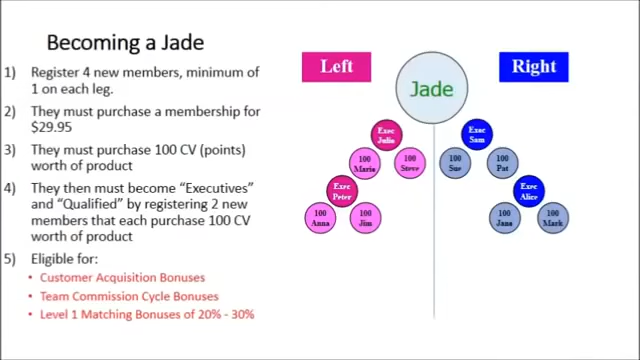 Becoming a Jade
1) Register 4 new members, minimum of
1 on each leg.
2) They must purchase a membership for
$29.95
3) They must purchase 100 CV (points)
worth of product
4) They then must become “Executives”
and “Qualified” by registering 2 new
members that each purchase 100 CV
worth of product
5) Eligible for:
• Customer Acquisition Bonuses
• Team Commission Cycle Bonuses
• Level 1 Matching Bonuses of 20% - 30%
Left
Right
Jade
Exec
Julie
Exec
Sam
100
Maria
100
Steve
100
Sue
100
Pat
Exec
Peter
Exec
Alice
100
Anna
100
Jim
100
Jana
100
Mark